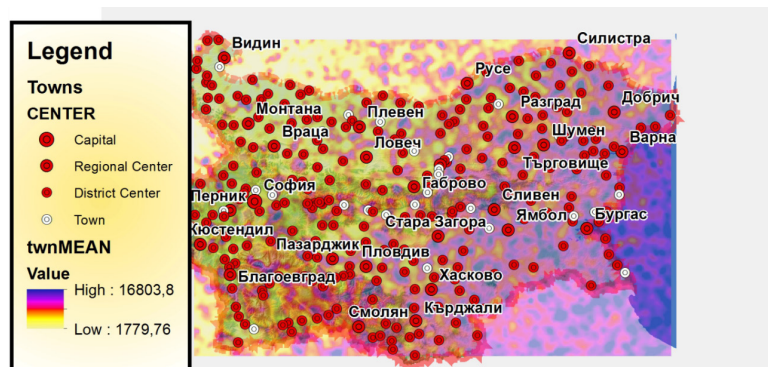 Legend
Towns
CENTER
Capital
Regional Center
District Center
Town
twnMEAN
Value
High : 16803,8
Low : 1779,76
Видин
Силистра
Русе
Монтана
Плевен
Разград
Добрич
Враца
Ловеч
Шумен
Варна
Търговище
София
Габрово
Перник
Сливен
Кюстендил
Стара Загора
Ямбол
Бургас
Пазарджик
Пловдив
Благоевград
Хасково
Смолян
Кърджали